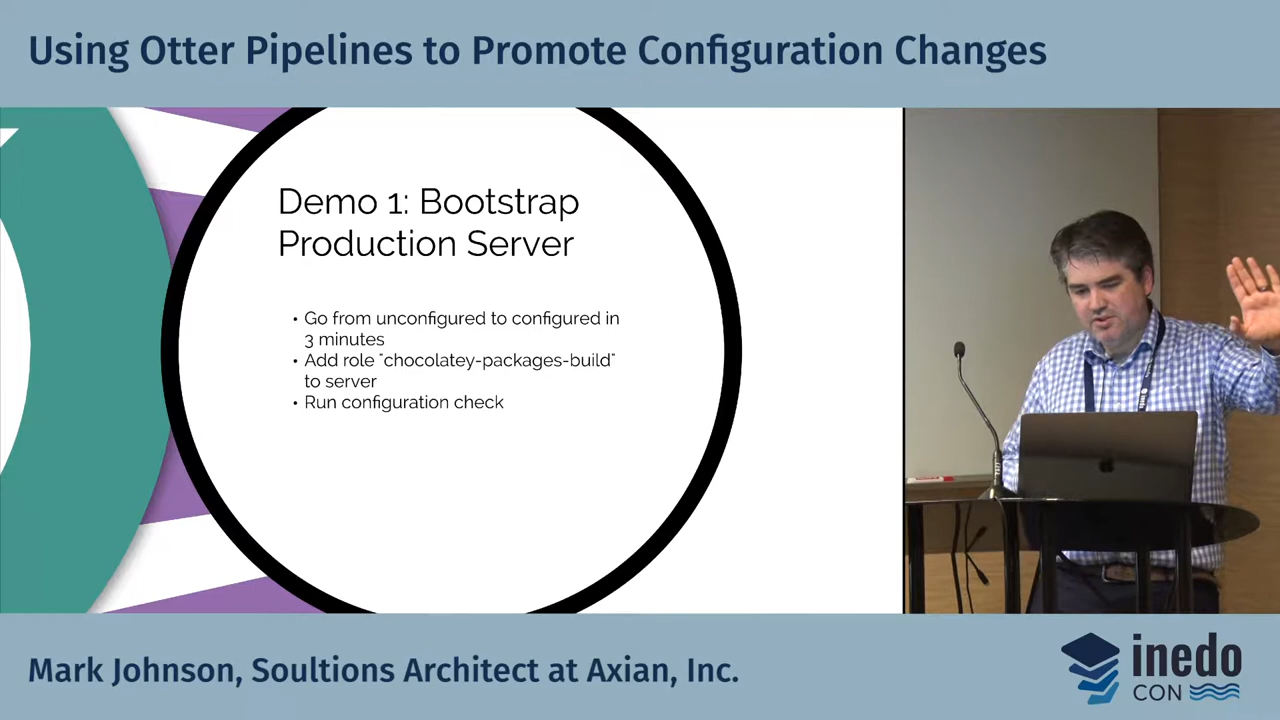 Using Otter Pipelines to Promote Configuration Changes
Demo 1: Bootstrap
Production Server
• Go from unconfigured to configured in
3 minutes
• Add role "chocolatey-packages-build"
to server
• Run configuration check
Mark Johnson, Soultions Architect at Axian, Inc.
inedo
CON